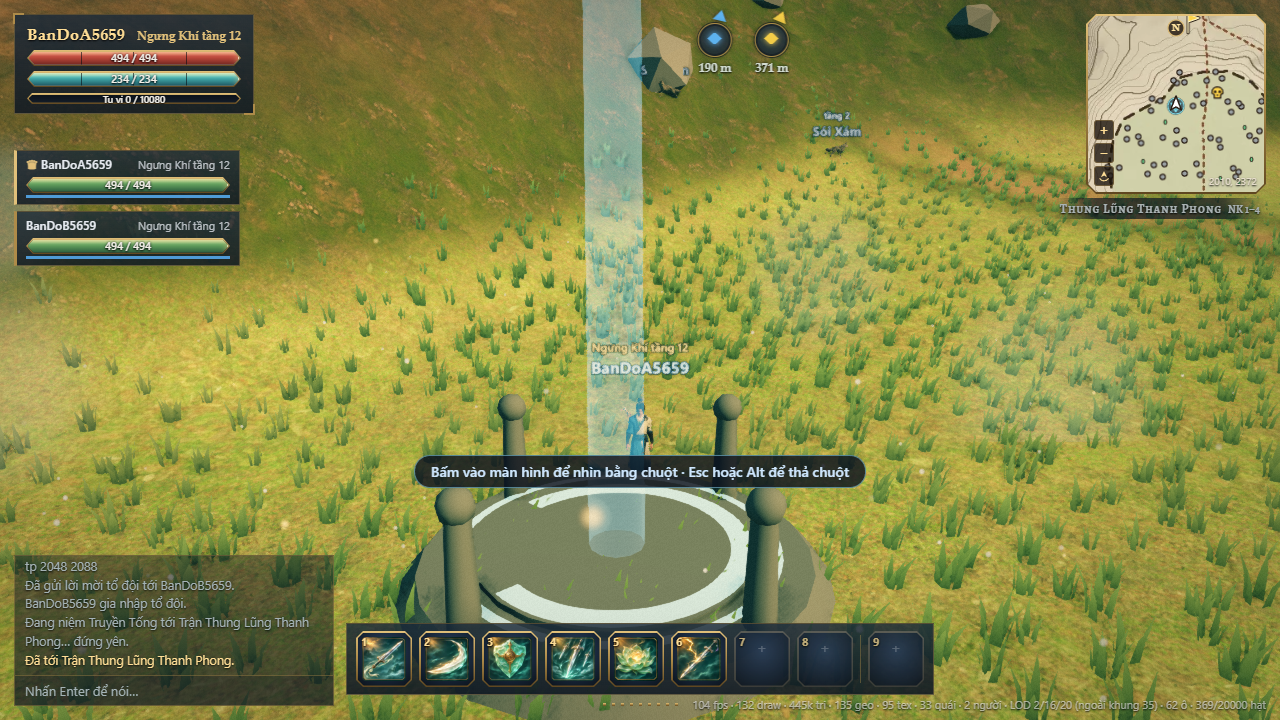 BanDoA5659 Ngưng Khí tầng 12
494 / 494
234 / 234
Tu vi 0 / 10080
BanDoA5659 Ngưng Khí tầng 12
494 / 494
BanDoB5659 Ngưng Khí tầng 12
494 / 494
190 m 371 m
tầng 2
Sói Xám
N
+
−
2010, 2372
Thung Lũng Thanh Phong NK1–4
Ngưng Khí tầng 12
BanDoA5659
Bấm vào màn hình để nhìn bằng chuột · Esc hoặc Alt để thả chuột
tp 2048 2088
Đã gửi lời mời tổ đội tới BanDoB5659.
BanDoB5659 gia nhập tổ đội.
Đang niệm Truyền Tống tới Trận Thung Lũng Thanh
Phong... đứng yên.
Đã tới Trận Thung Lũng Thanh Phong.
Nhấn Enter để nói...
1 2 3 4 5 6 7 8 9
+ + +
104 fps · 132 draw · 445k tri · 135 geo · 95 tex · 33 quái · 2 người · LOD 2/16/20 (ngoài khung 35) · 62 ô · 369/20000 hạt